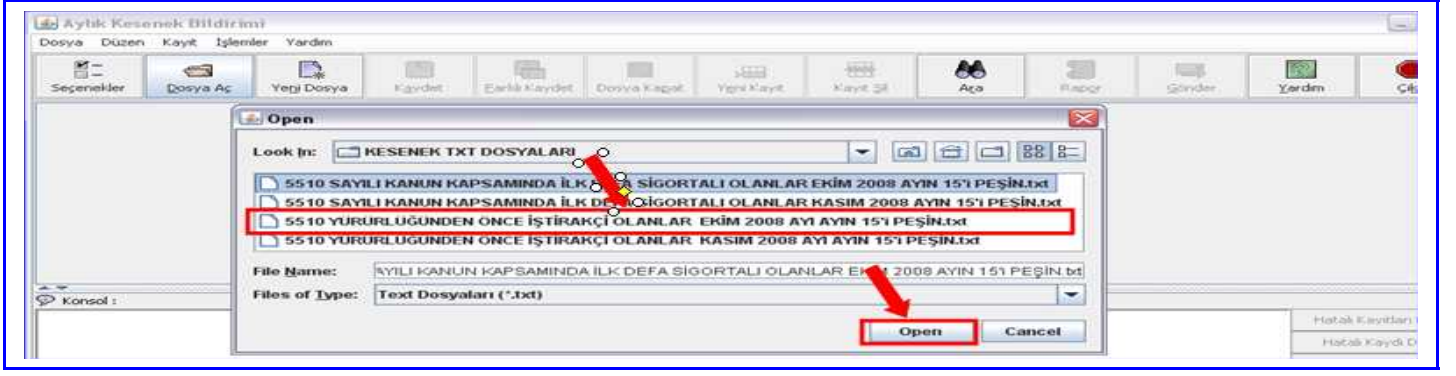 Aylık Kesenek Bildirimi
Dosya Düzen Kayıt İşlemler Yardım
Seçenekler Dosya Aç Yeni Dosya Kaydet Farklı Kaydet Dosya Kapat Yeni Kayıt Kayıt Sil Ara Rapor Gönder Yardım
Open
Look In: KESENEK TXT DOSYALARI
5510 SAYILI KANUN KAPSAMINDA İLK DEFA SİGORTALI OLANLAR EKİM 2008 AYIN 15'i PEŞİN.txt
5510 SAYILI KANUN KAPSAMINDA İLK DEFA SİGORTALI OLANLAR KASIM 2008 AYIN 15'i PEŞİN.txt
5510 YÜRÜRLÜĞÜNDEN ÖNCE İŞTİRAKÇİ OLANLAR EKİM 2008 AYI AYIN 15'i PEŞİN.txt
5510 YÜRÜRLÜĞÜNDEN ÖNCE İŞTİRAKÇİ OLANLAR KASIM 2008 AYI AYIN 15'i PEŞİN.txt
File Name: AYILI KANUN KAPSAMINDA İLK DEFA SİGORTALI OLANLAR EKİM 2008 AYIN 15'i PEŞİN.txt
Files of Type: Text Dosyaları (*.txt)
Konsol :
Open Cancel
Hatalı Kayıtları
Hatalı Kaydı D